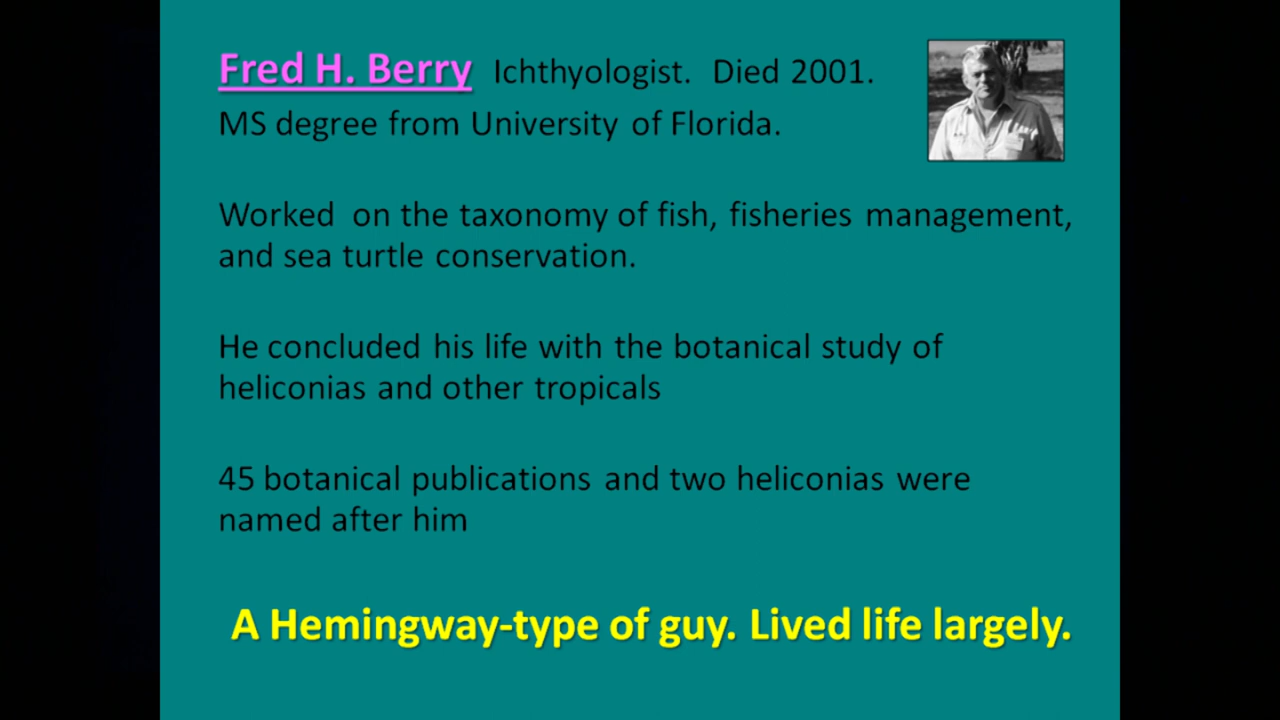 Fred H. Berry Ichthyologist. Died 2001.
MS degree from University of Florida.
Worked on the taxonomy of fish, fisheries management,
and sea turtle conservation.
He concluded his life with the botanical study of
heliconias and other tropicals
45 botanical publications and two heliconias were
named after him
A Hemingway-type of guy. Lived life largely.